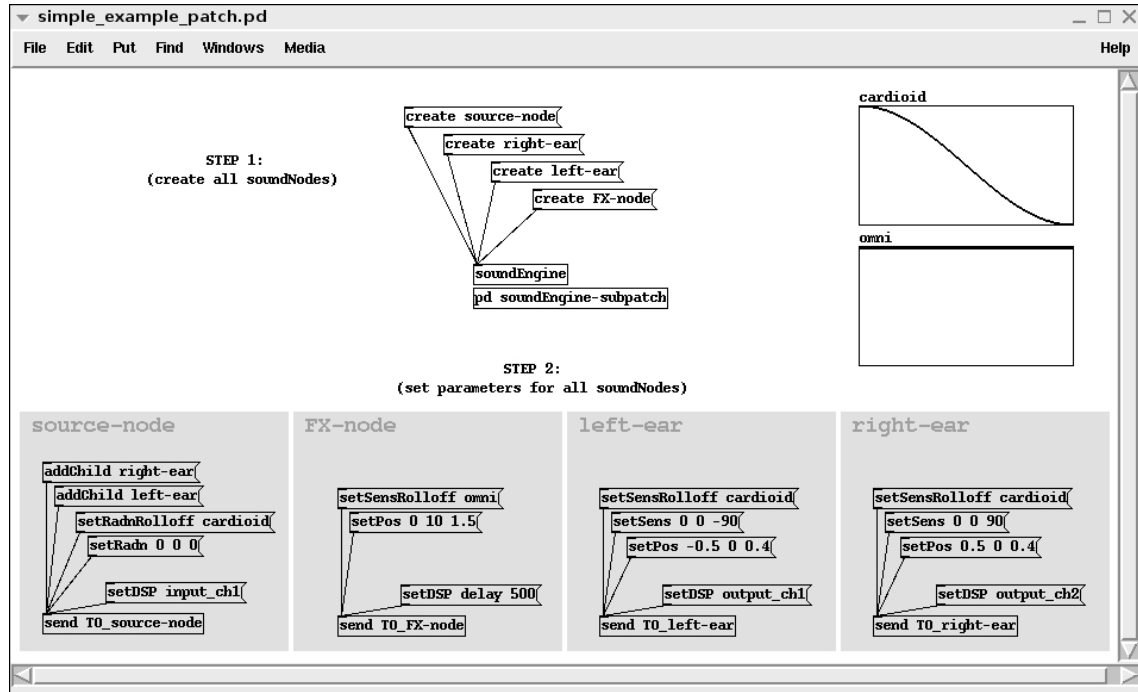 simple_example_patch.pd
File Edit Put Find Windows Media Help
create source-node
create right-ear
create left-ear
create FX-node
STEP 1:
(create all soundNodes)
soundEngine
pd soundEngine-subpatch
cardioid
omni
STEP 2:
(set parameters for all soundNodes)
source-node
addChild right-ear
addChild left-ear
setRadnRolloff cardioid
setRadn 0 0 0
setDSP input_ch1
send TO_source-node
FX-node
setSensRolloff omni
setPos 0 10 1.5
setDSP delay 500
send TO_FX-node
left-ear
setSensRolloff cardioid
setSens 0 0 -90
setPos -0.5 0 0.4
setDSP output_ch1
send TO_left-ear
right-ear
setSensRolloff cardioid
setSens 0 0 90
setPos 0.5 0 0.4
setDSP output_ch2
send TO_right-ear